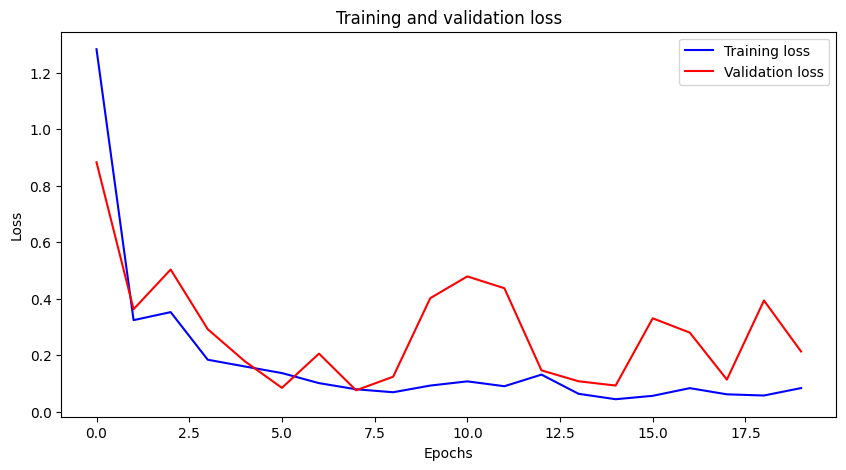 Training and validation loss
Training loss
Validation loss
1.2
1.0
0.8
0.6
0.4
0.2
0.0
Loss
0.0 2.5 5.0 7.5 10.0 12.5 15.0 17.5
Epochs